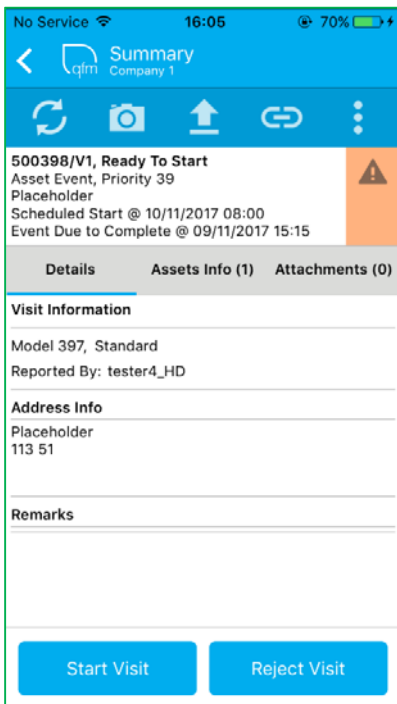 No Service 16:05 70%
Summary
qfm Company 1
500398/V1, Ready To Start
Asset Event, Priority 39
Placeholder
Scheduled Start @ 10/11/2017 08:00
Event Due to Complete @ 09/11/2017 15:15
Details Assets Info (1) Attachments (0)
Visit Information
Model 397, Standard
Reported By: tester4_HD
Address Info
Placeholder
113 51
Remarks
Start Visit Reject Visit